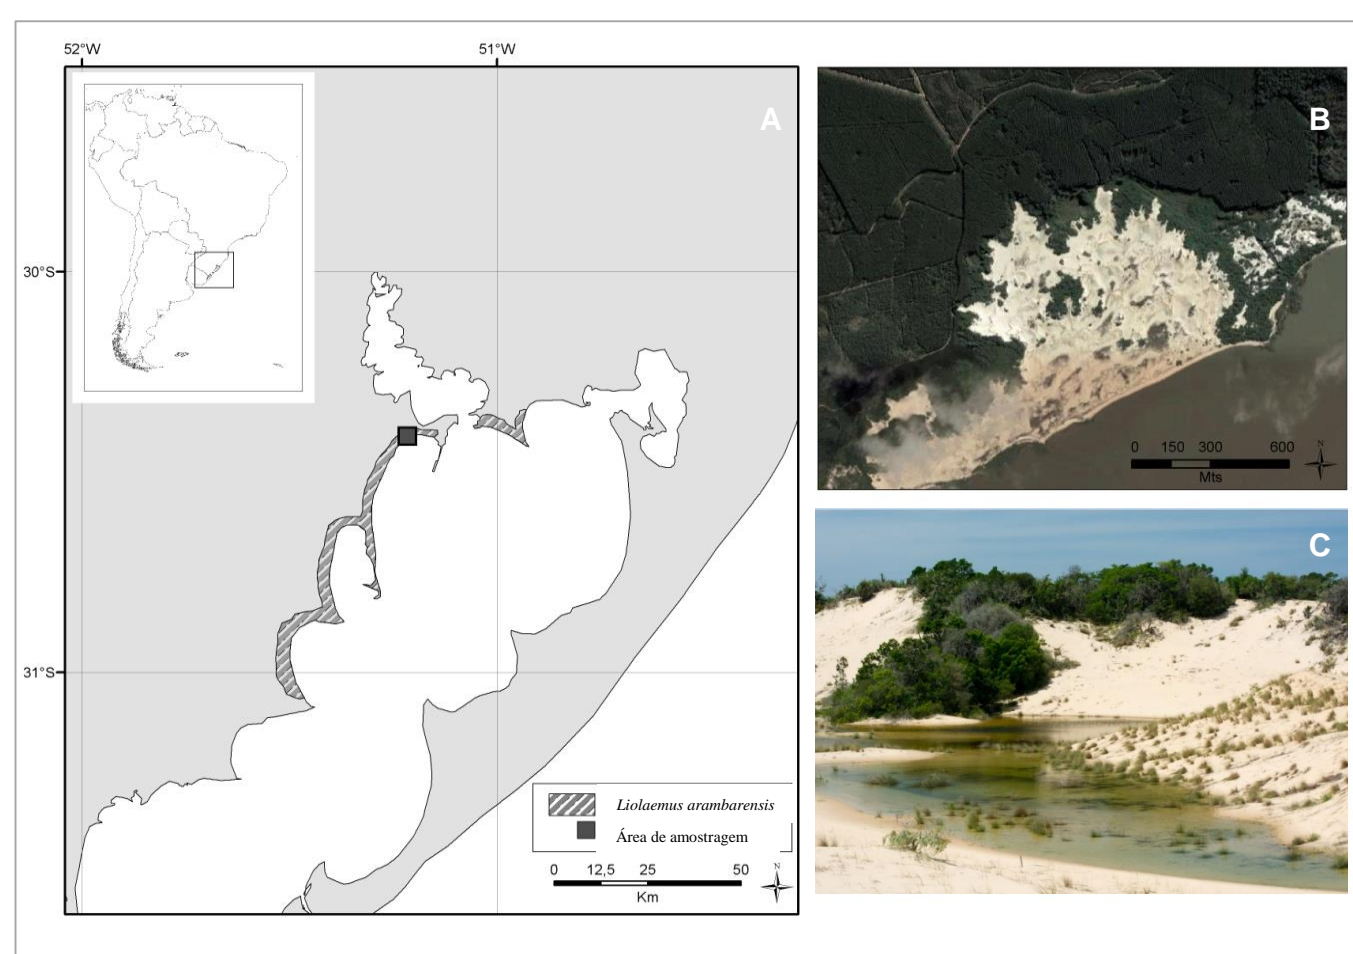 52°W 51°W
A
30°S
31°S
Liolaemus arambarensis
Área de amostragem
N
0 12,5 25 50
Km
B
0 150 300 600
Mts
N
C